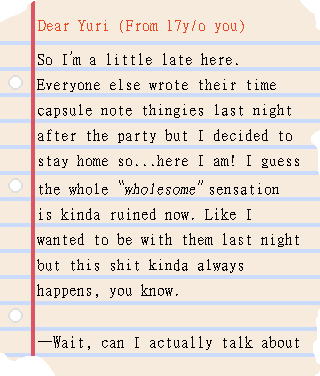 Dear Yuri (From 17y/o you)
So I'm a little late here.
Everyone else wrote their time
capsule note thingies last night
after the party but I decided to
stay home so...here I am! I guess
the whole “wholesome” sensation
is kinda ruined now. Like I
wanted to be with them last night
but this shit kinda always
happens, you know.
—Wait, can I actually talk about